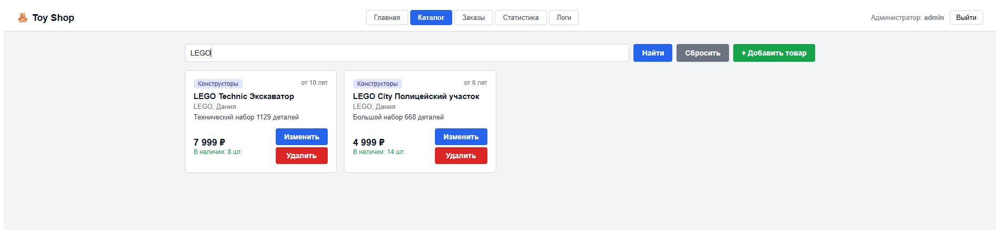 Toy Shop
Главная Каталог Заказы Статистика Логи
Администратор: admin Выйти
LEGO Найти Сбросить + Добавить товар
Конструкторы от 10 лет
LEGO Technic Экскаватор
LEGO, Дания
Технический набор 1129 деталей
7 999 ₽
В наличии: 8 шт.
Изменить
Удалить
Конструкторы от 6 лет
LEGO City Полицейский участок
LEGO, Дания
Большой набор 668 деталей
4 999 ₽
В наличии: 14 шт.
Изменить
Удалить